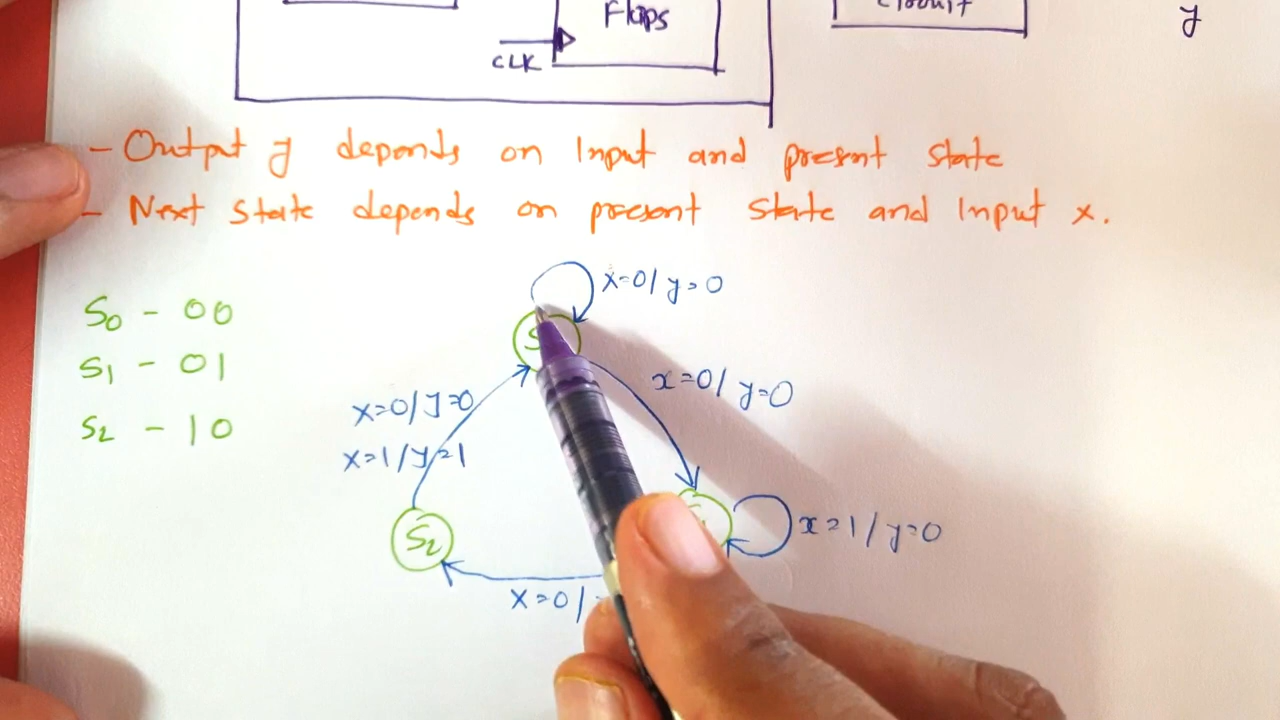 Flops
CLK
y
- Output y depends on Input and present state
- Next state depends on present state and Input x.
S0 - 00
S1 - 01
S2 - 10
x=0/y=0
x=0/y=0
x=0/y=0
x=1/y=1
S2
x=1/y=0
x=0/